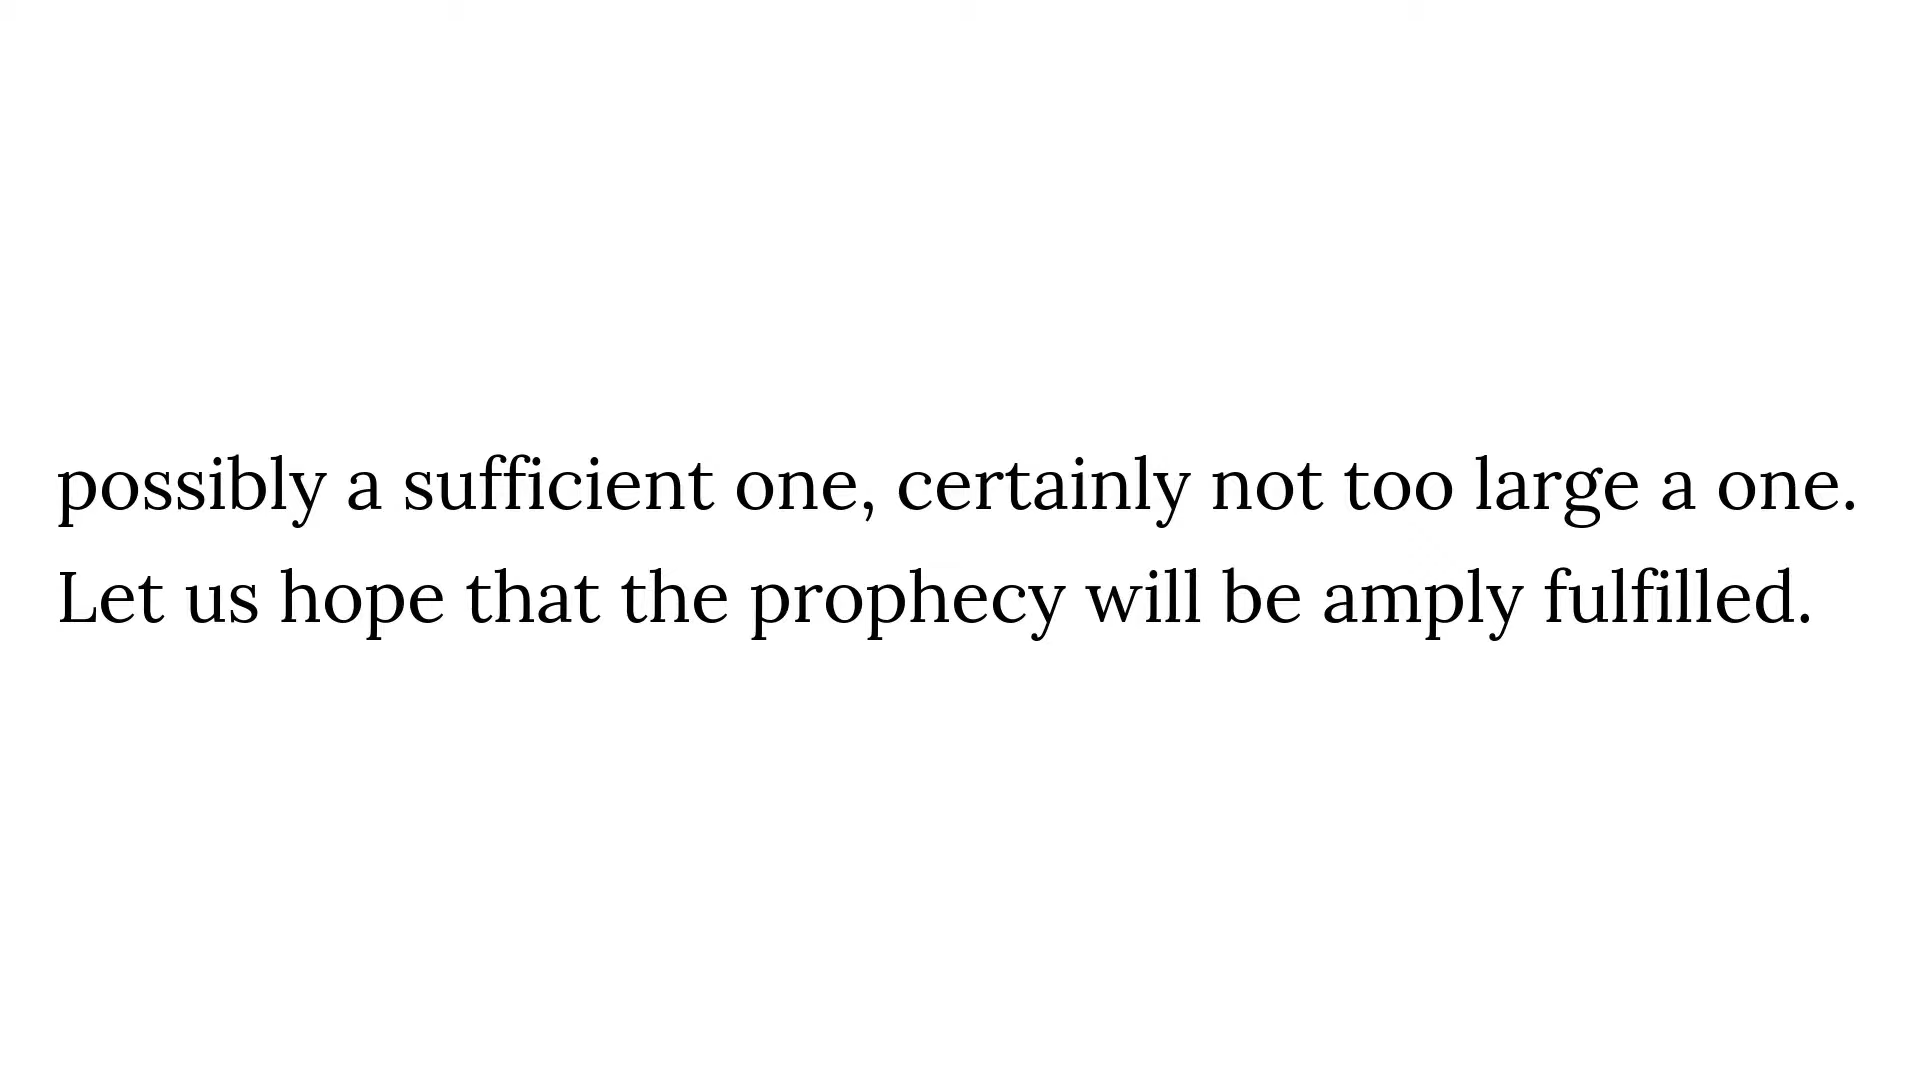 possibly a sufficient one, certainly not too large a one.
Let us hope that the prophecy will be amply fulfilled.